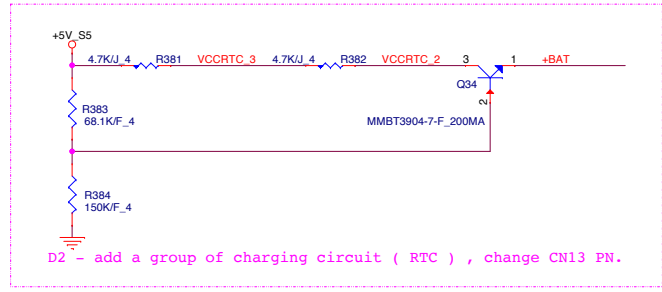 +5V_S5
4.7K/J_4 R381 VCCRTC_3 4.7K/J_4 R382 VCCRTC_2 3 1 +BAT
Q34
2
R383
68.1K/F_4
MMBT3904-7-F_200MA
R384
150K/F_4
D2 - add a group of charging circuit ( RTC ) , change CN13 PN.